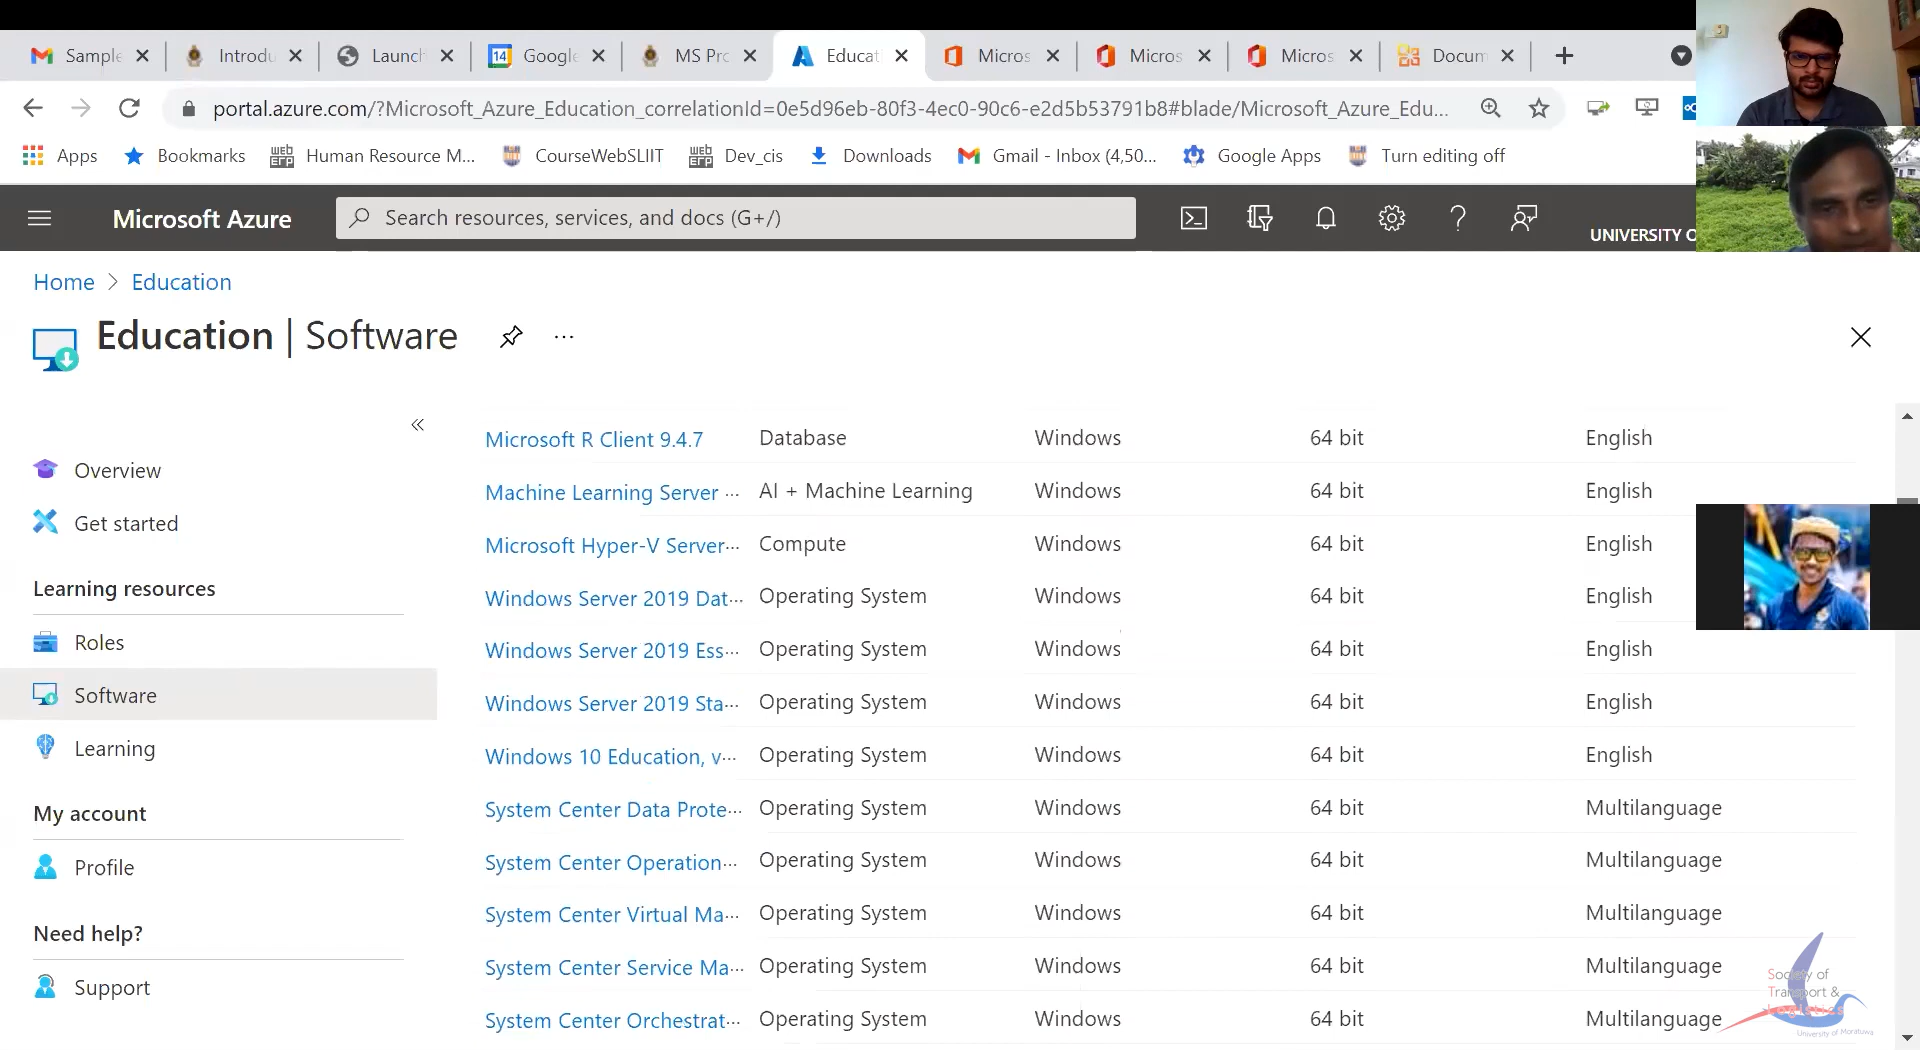 Sample
Introdu
Launch
14
Google
MS Pro
Educat
Micros
Micros
Micros
Docum
portal.azure.com/?Microsoft_Azure_Education_correlationId=0e5d96eb-80f3-4ec0-90c6-e2d5b53791b8#blade/Microsoft_Azure_Edu...
Apps
Bookmarks
Human Resource M...
CourseWebSLIIT
Dev_cis
Downloads
Gmail - Inbox (4,50...
Google Apps
Turn editing off
Microsoft Azure
Search resources, services, and docs (G+/)
UNIVERSITY O
Home > Education
Education | Software
Overview
Get started
Learning resources
Roles
Software
Learning
My account
Profile
Need help?
Support
Microsoft R Client 9.4.7 Database Windows 64 bit English
Machine Learning Server ... AI + Machine Learning Windows 64 bit English
Microsoft Hyper-V Server... Compute Windows 64 bit English
Windows Server 2019 Dat... Operating System Windows 64 bit English
Windows Server 2019 Ess... Operating System Windows 64 bit English
Windows Server 2019 Sta... Operating System Windows 64 bit English
Windows 10 Education, v... Operating System Windows 64 bit English
System Center Data Prote... Operating System Windows 64 bit Multilanguage
System Center Operation... Operating System Windows 64 bit Multilanguage
System Center Virtual Ma... Operating System Windows 64 bit Multilanguage
System Center Service Ma... Operating System Windows 64 bit Multilanguage
System Center Orchestrat... Operating System Windows 64 bit Multilanguage
Society of
Transport &
Logistics
University of Moratuwa